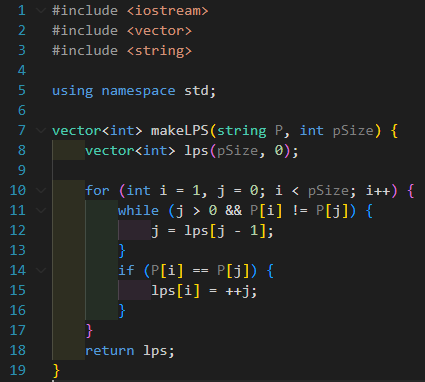 1 #include <iostream>
2 #include <vector>
3 #include <string>
4
5 using namespace std;
6
7 vector<int> makeLPS(string P, int pSize) {
8     vector<int> lps(pSize, 0);
9
10     for (int i = 1, j = 0; i < pSize; i++) {
11         while (j > 0 && P[i] != P[j]) {
12             j = lps[j - 1];
13         }
14         if (P[i] == P[j]) {
15             lps[i] = ++j;
16         }
17     }
18     return lps;
19 }